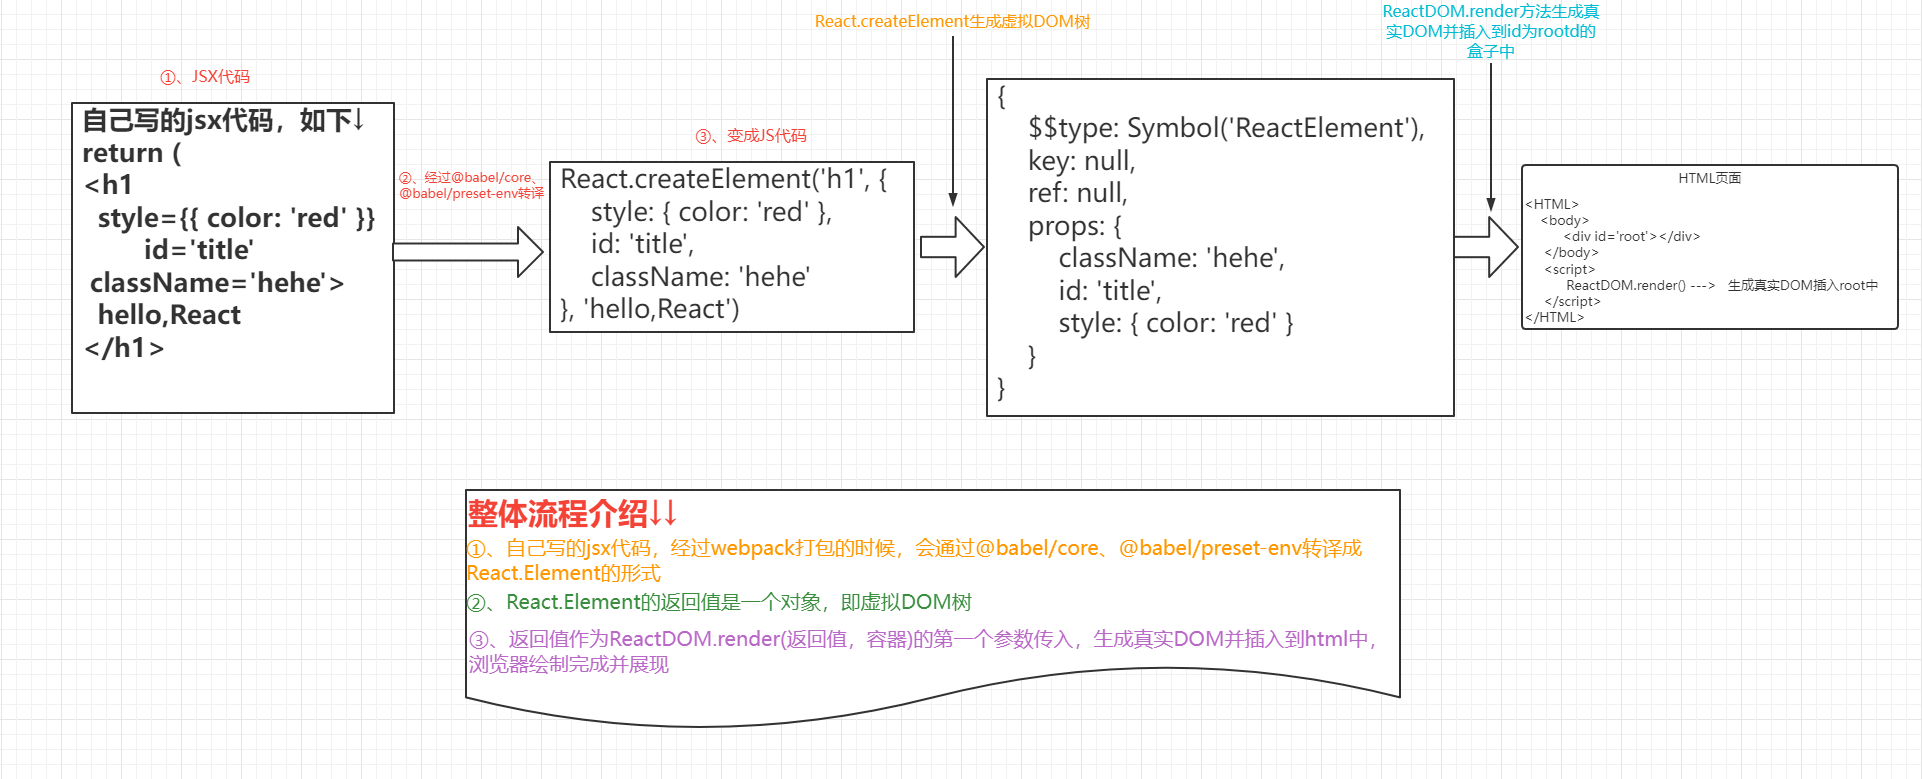 React.createElement生成虚拟DOM树
ReactDOM.render方法生成真
实DOM并插入到id为rootd的
盒子中
①、JSX代码
自己写的jsx代码，如下↓
return (
<h1
style={{ color: 'red' }}
id='title'
className='hehe'>
hello,React
</h1>
②、经过@babel/core、
@babel/preset-env转译
③、变成JS代码
React.createElement('h1', {
style: { color: 'red' },
id: 'title',
className: 'hehe'
}, 'hello,React')
{
$$type: Symbol('ReactElement'),
key: null,
ref: null,
props: {
className: 'hehe',
id: 'title',
style: { color: 'red' }
}
}
HTML页面
<HTML>
<body>
<div id='root'></div>
</body>
<script>
ReactDOM.render() ---> 生成真实DOM插入root中
</script>
</HTML>
整体流程介绍↓↓
①、自己写的jsx代码，经过webpack打包的时候，会通过@babel/core、@babel/preset-env转译成
React.Element的形式
②、React.Element的返回值是一个对象，即虚拟DOM树
③、返回值作为ReactDOM.render(返回值，容器)的第一个参数传入，生成真实DOM并插入到html中，
浏览器绘制完成并展现